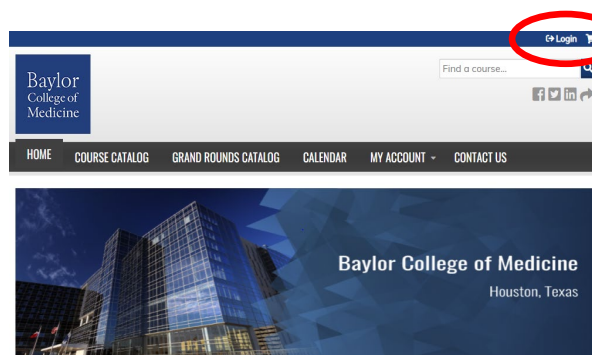 Login
Find a course...
Baylor
College of
Medicine
HOME COURSE CATALOG GRAND ROUNDS CATALOG CALENDAR MY ACCOUNT CONTACT US
Baylor College of Medicine
Houston, Texas